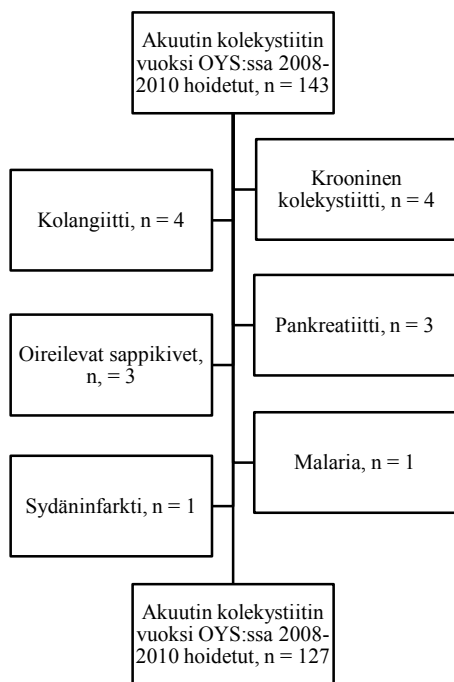 Akuutin kolekystiitin
vuoksi OYS:ssa 2008-
2010 hoidetut, n = 143
Krooninen
kolekystiitti, n = 4
Kolangiitti, n = 4
Pankreatiitti, n = 3
Oireilevat sappikivet,
n, = 3
Malaria, n = 1
Sydäninfarkti, n = 1
Akuutin kolekystiitin
vuoksi OYS:ssa 2008-
2010 hoidetut, n = 127